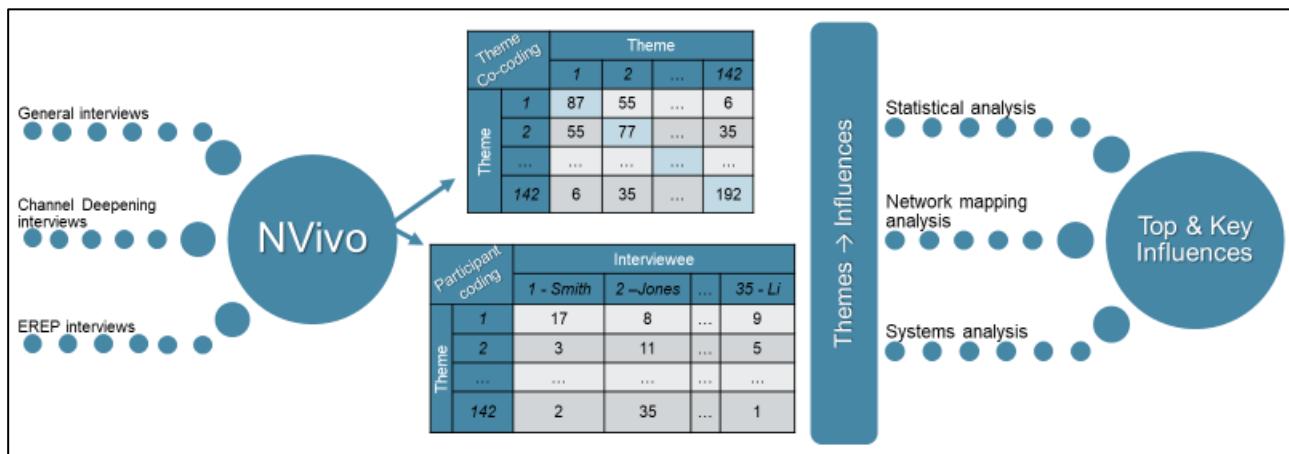 General interviews
Channel Deepening
interviews
EREP interviews
NVivo
Theme
Co-coding
Theme
1 2 ... 142
Theme
1 87 55 ... 6
2 55 77 ... 35
... ... ... ... ...
142 6 35 ... 192
Participant
coding
Interviewee
1 - Smith 2 –Jones ... 35 - Li
Theme
1 17 8 ... 9
2 3 11 ... 5
... ... ... ... ...
142 2 35 ... 1
Themes → Influences
Statistical analysis
Network mapping
analysis
Systems analysis
Top & Key
Influences